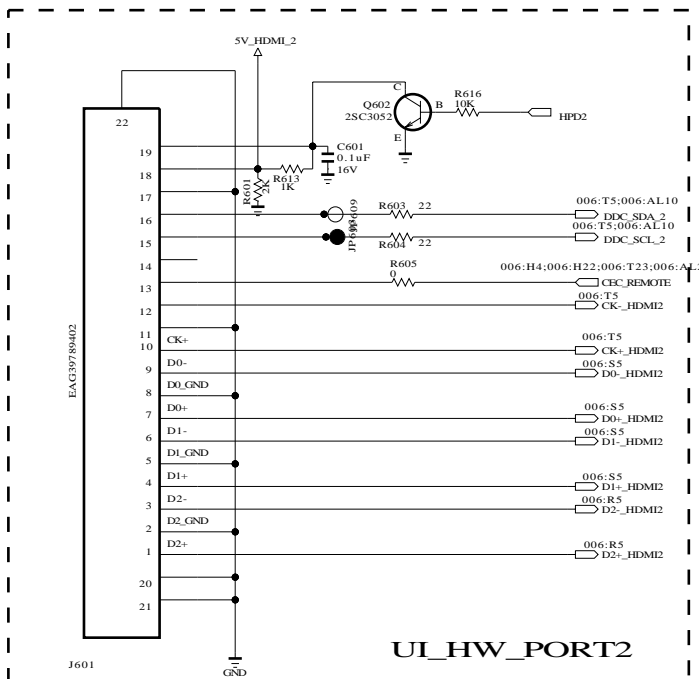 5V_HDMI_2
C
Q602
2SC3052
B
R616
10K
HPD2
E
22
19
C601
0.1uF
16V
18
R601
2K
R613
1K
17
006:T5;006:AL10
16
JP609
R603
22
DDC_SDA_2
006:T5;006:AL10
15
R604
22
DDC_SCL_2
14
R605
0
13
CEC_REMOTE
006:T5
12
CK-_HDMI2
11
006:T5
10
CK+
CK+_HDMI2
006:S5
9
D0-
D0-_HDMI2
8
D0_GND
EAG39789402
006:S5
7
D0+
D0+_HDMI2
006:S5
6
D1-
D1-_HDMI2
5
D1_GND
006:S5
4
D1+
D1+_HDMI2
006:R5
3
D2-
D2-_HDMI2
2
D2_GND
006:R5
1
D2+
D2+_HDMI2
20
21
UI_HW_PORT2
J601
GND